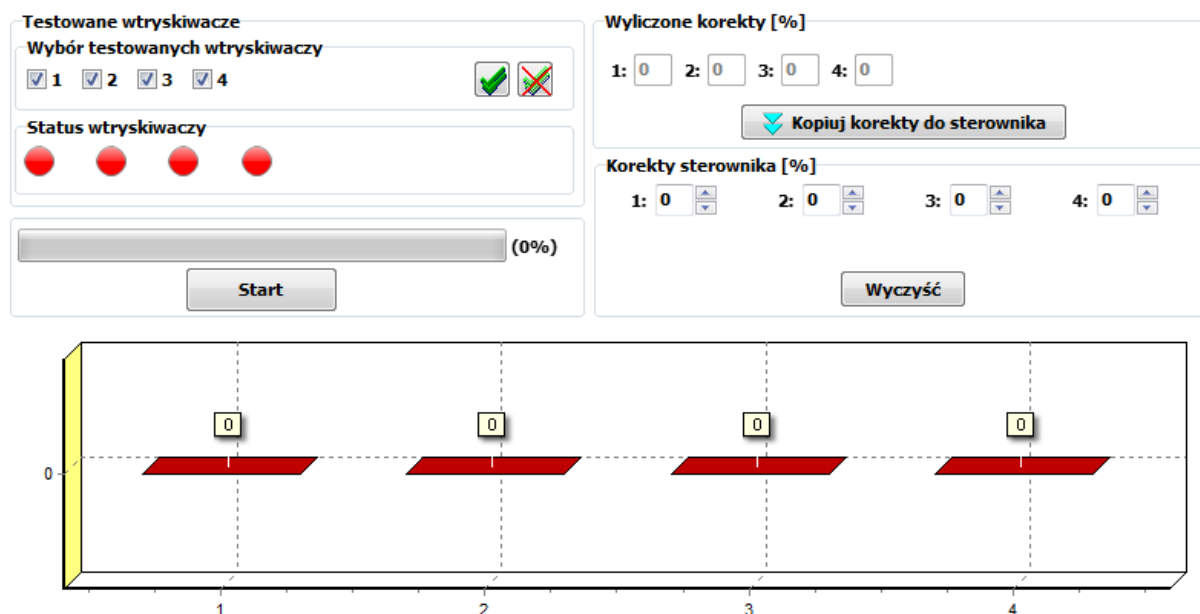 Testowane wtryskiwacze
Wybór testowanych wtryskiwaczy
1 2 3 4
Status wtryskiwaczy
(0%)
Start
Wyliczone korekty [%]
1: 0 2: 0 3: 0 4: 0
Kopiuj korekty do sterownika
Korekty sterownika [%]
1: 0 2: 0 3: 0 4: 0
Wyczyść
0 0 0 0
0
1 2 3 4